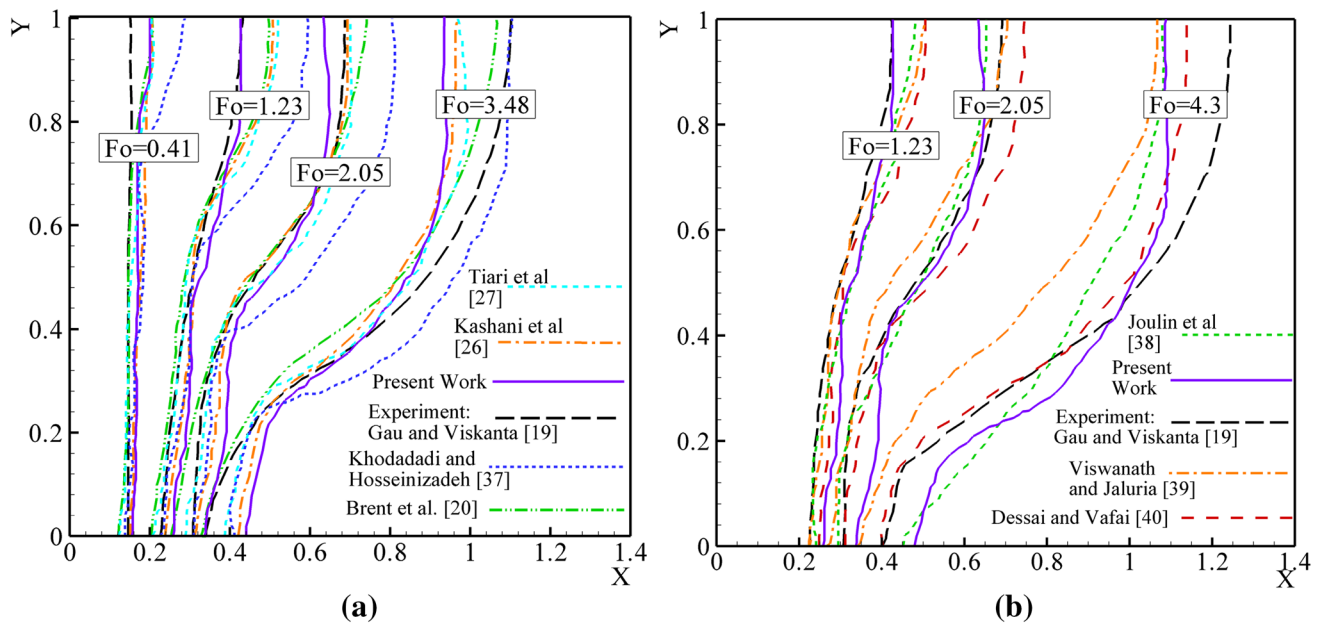 Y
1
0.8
0.6
0.4
0.2
0
0
0.2
0.4
0.6
0.8
1
1.2
1.4
X
Fo=0.41
Fo=1.23
Fo=2.05
Fo=3.48
Tiari et al
[27]
Kashani et al
[26]
Present Work
Experiment:
Gau and Viskanta [19]
Khodadadi and
Hosseinizadeh [37]
Brent et al. [20]
(a)
Y
1
0.8
0.6
0.4
0.2
0
0
0.2
0.4
0.6
0.8
1
1.2
1.4
X
Fo=1.23
Fo=2.05
Fo=4.3
Joulin et al
[38]
Present
Work
Experiment:
Gau and Viskanta [19]
Viswanath
and Jaluria [39]
Dessai and Vafai [40]
(b)